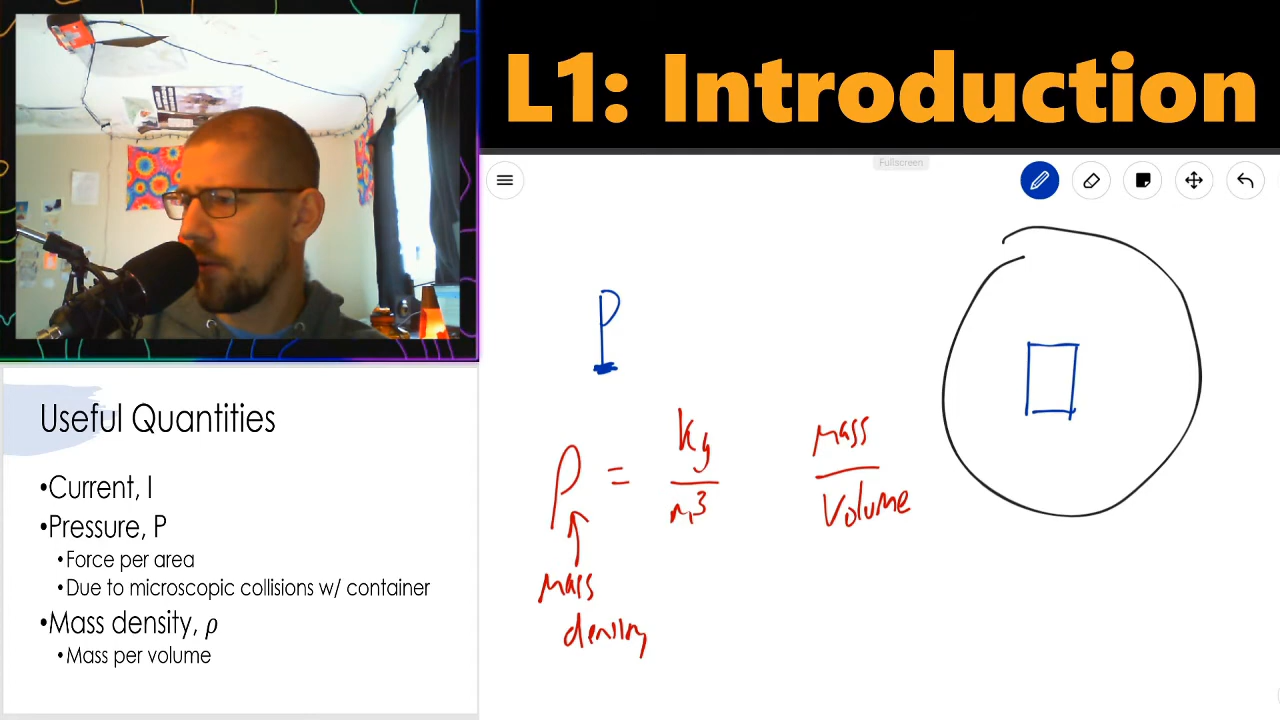 L1: Introduction
Fullscreen
P
ρ = kg/m³
mass
volume
mass
density
Useful Quantities
•Current, I
•Pressure, P
•Force per area
•Due to microscopic collisions w/ container
•Mass density, ρ
•Mass per volume